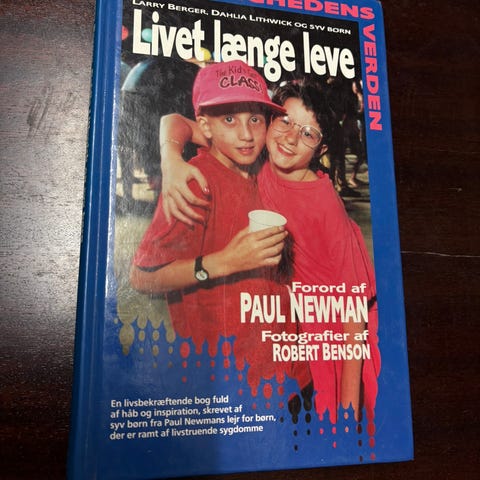 LARRY BERGER, DAHLIA LITHWICK OG SYV BØRN
Livet længe leve
VERDEN
The Kid's
CLASS
Forord af
PAUL NEWMAN
Fotografier af
ROBERT BENSON
En livsbekræftende bog fuld
af håb og inspiration, skrevet af
syv børn fra Paul Newmans lejr for børn,
der er ramt af livstruende sygdomme